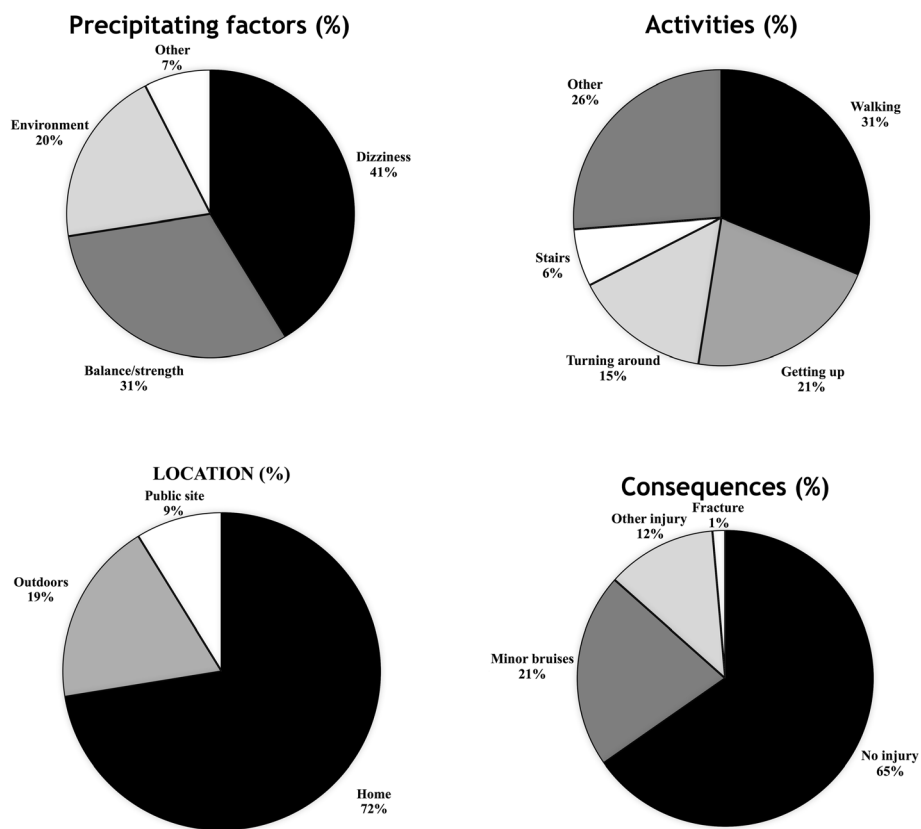 Precipitating factors (%)
Other
7%
Environment
20%
Dizziness
41%
Balance/strength
31%
Activities (%)
Other
26%
Walking
31%
Stairs
6%
Turning around
15%
Getting up
21%
LOCATION (%)
Public site
9%
Outdoors
19%
Home
72%
Consequences (%)
Fracture
1%
Other injury
12%
Minor bruises
21%
No injury
65%